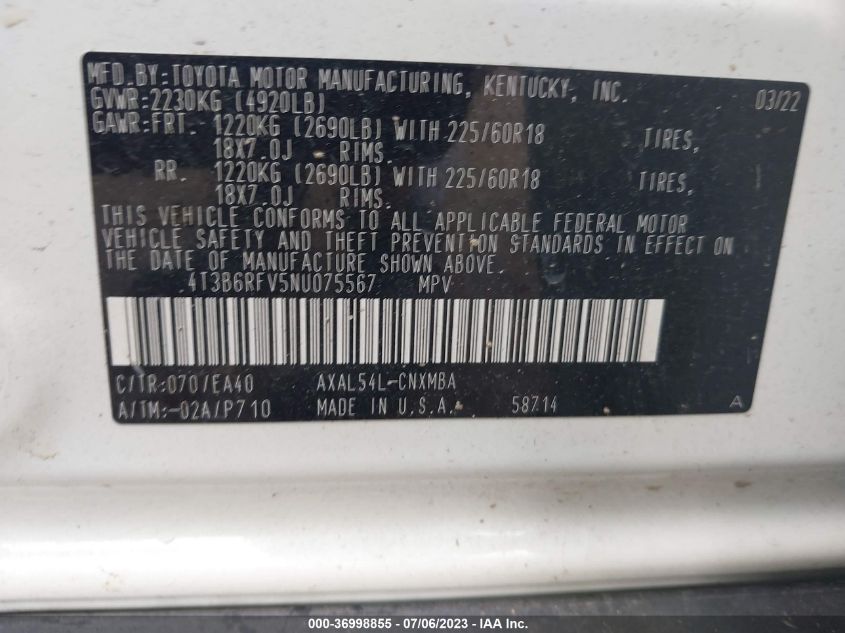 MFD.BY:TOYOTA MOTOR MANUFACTURING, KENTUCKY, INC. 03/22
GVWR:2230KG (4920LB)
GAWR:FRT. 1220KG (2690LB) WITH 225/60R18 TIRES,
18X7.0J RIMS.
RR. 1220KG (2690LB) WITH 225/60R18 TIRES,
18X7.0J RIMS.
THIS VEHICLE CONFORMS TO ALL APPLICABLE FEDERAL MOTOR
VEHICLE SAFETY AND THEFT PREVENTION STANDARDS IN EFFECT ON
THE DATE OF MANUFACTURE SHOWN ABOVE.
4T3B6RFV5NU075567 MPV
C/TR:070/EA40 AXAL54L-CNXMBA
A/TM:-02A/P710 MADE IN U.S.A. 58714 A
000-36998855 - 07/06/2023 - IAA Inc.